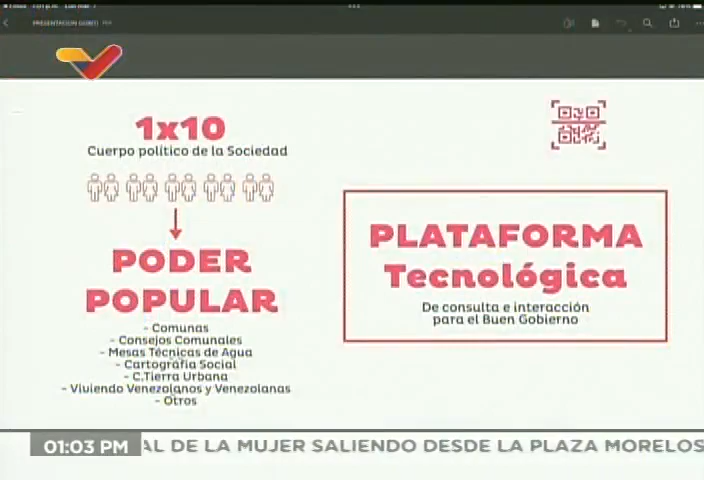 PRESENTACION
PDF
1x10
Cuerpo político de la Sociedad
PODER
POPULAR
- Comunas
- Consejos Comunales
- Mesas Técnicas de Agua
- Cartografía Social
- C.Tierra Urbana
- Viviendo Venezolanos y Venezolanas
- Otros
PLATAFORMA
Tecnológica
De consulta e interacción
para el Buen Gobierno
01:03 PM
AL DE LA MUJER SALIENDO DESDE LA PLAZA MORELOS